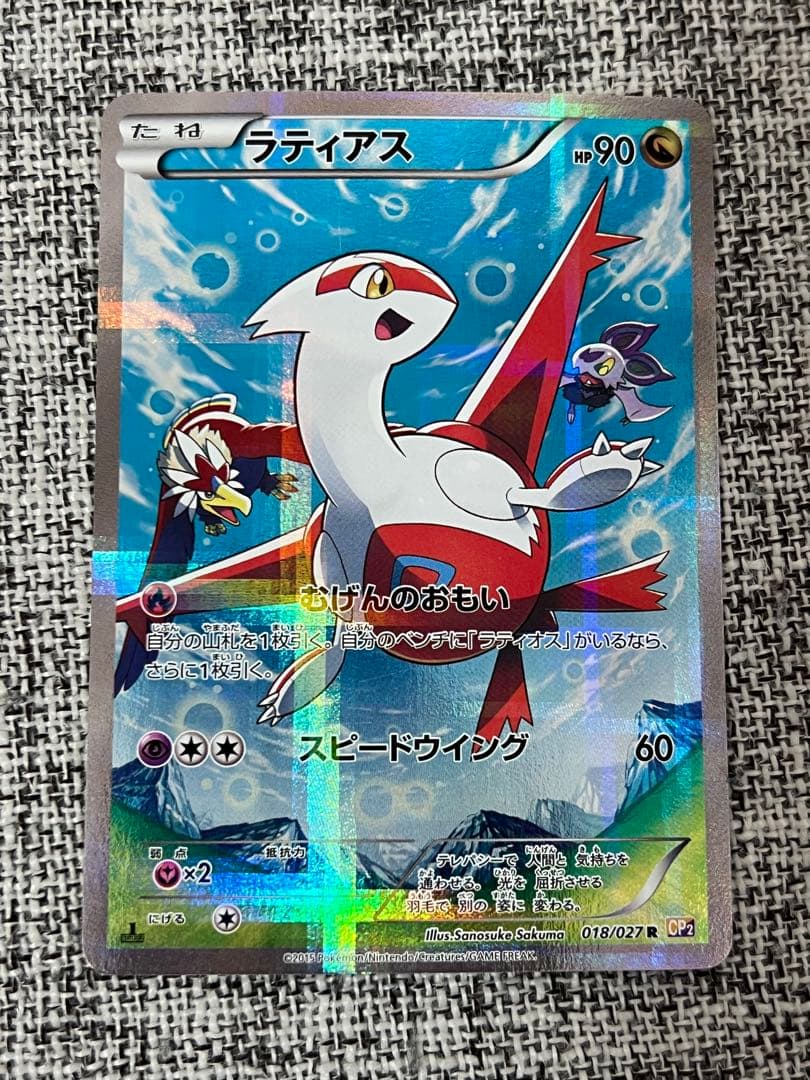 たね ラティアス HP90
むげんのおもい
自分の山札を1枚引く。自分のベンチに「ラティオス」がいるなら、
さらに1枚引く。
スピードウイング 60
弱点 抵抗力
×2
にげる
テレパシーで 人間と 気持ちを
通わせる。 光を 屈折させる
羽毛で 別の 姿に 変わる。
Illus. Sanosuke Sakuma 018/027 R CP2
1
©2015 Pokémon/Nintendo/Creatures/GAME FREAK.